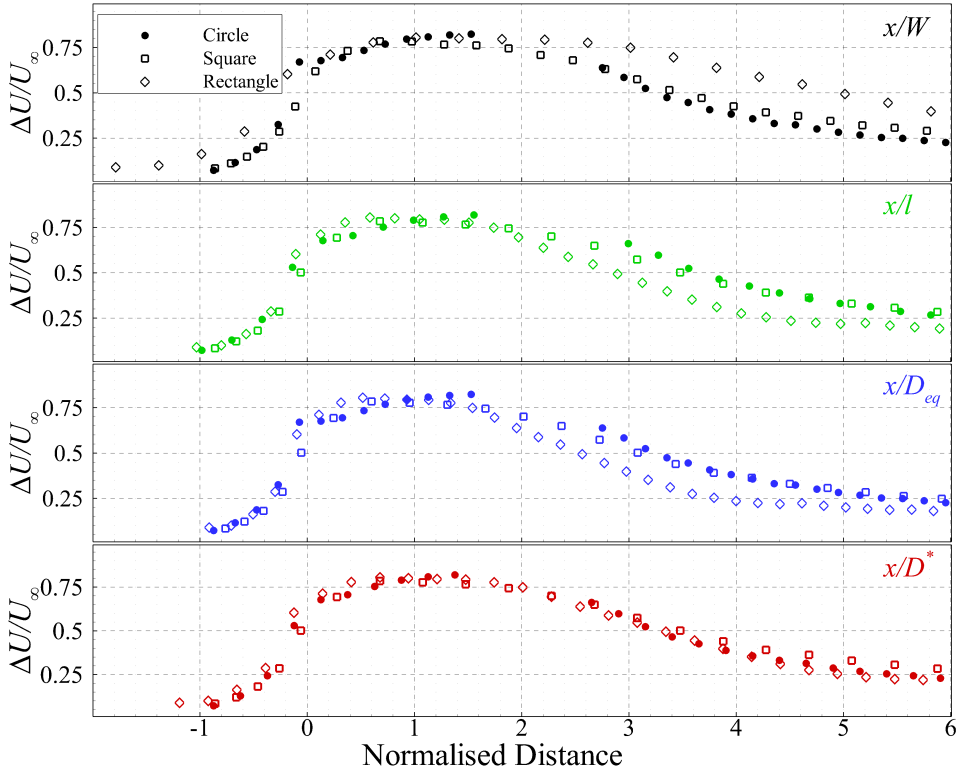 Circle
Square
Rectangle
x/W
ΔU/U∞
0.75
0.5
0.25
x/l
ΔU/U∞
0.75
0.5
0.25
x/D_eq
ΔU/U∞
0.75
0.5
0.25
x/D*
ΔU/U∞
0.75
0.5
0.25
-1 0 1 2 3 4 5 6
Normalised Distance